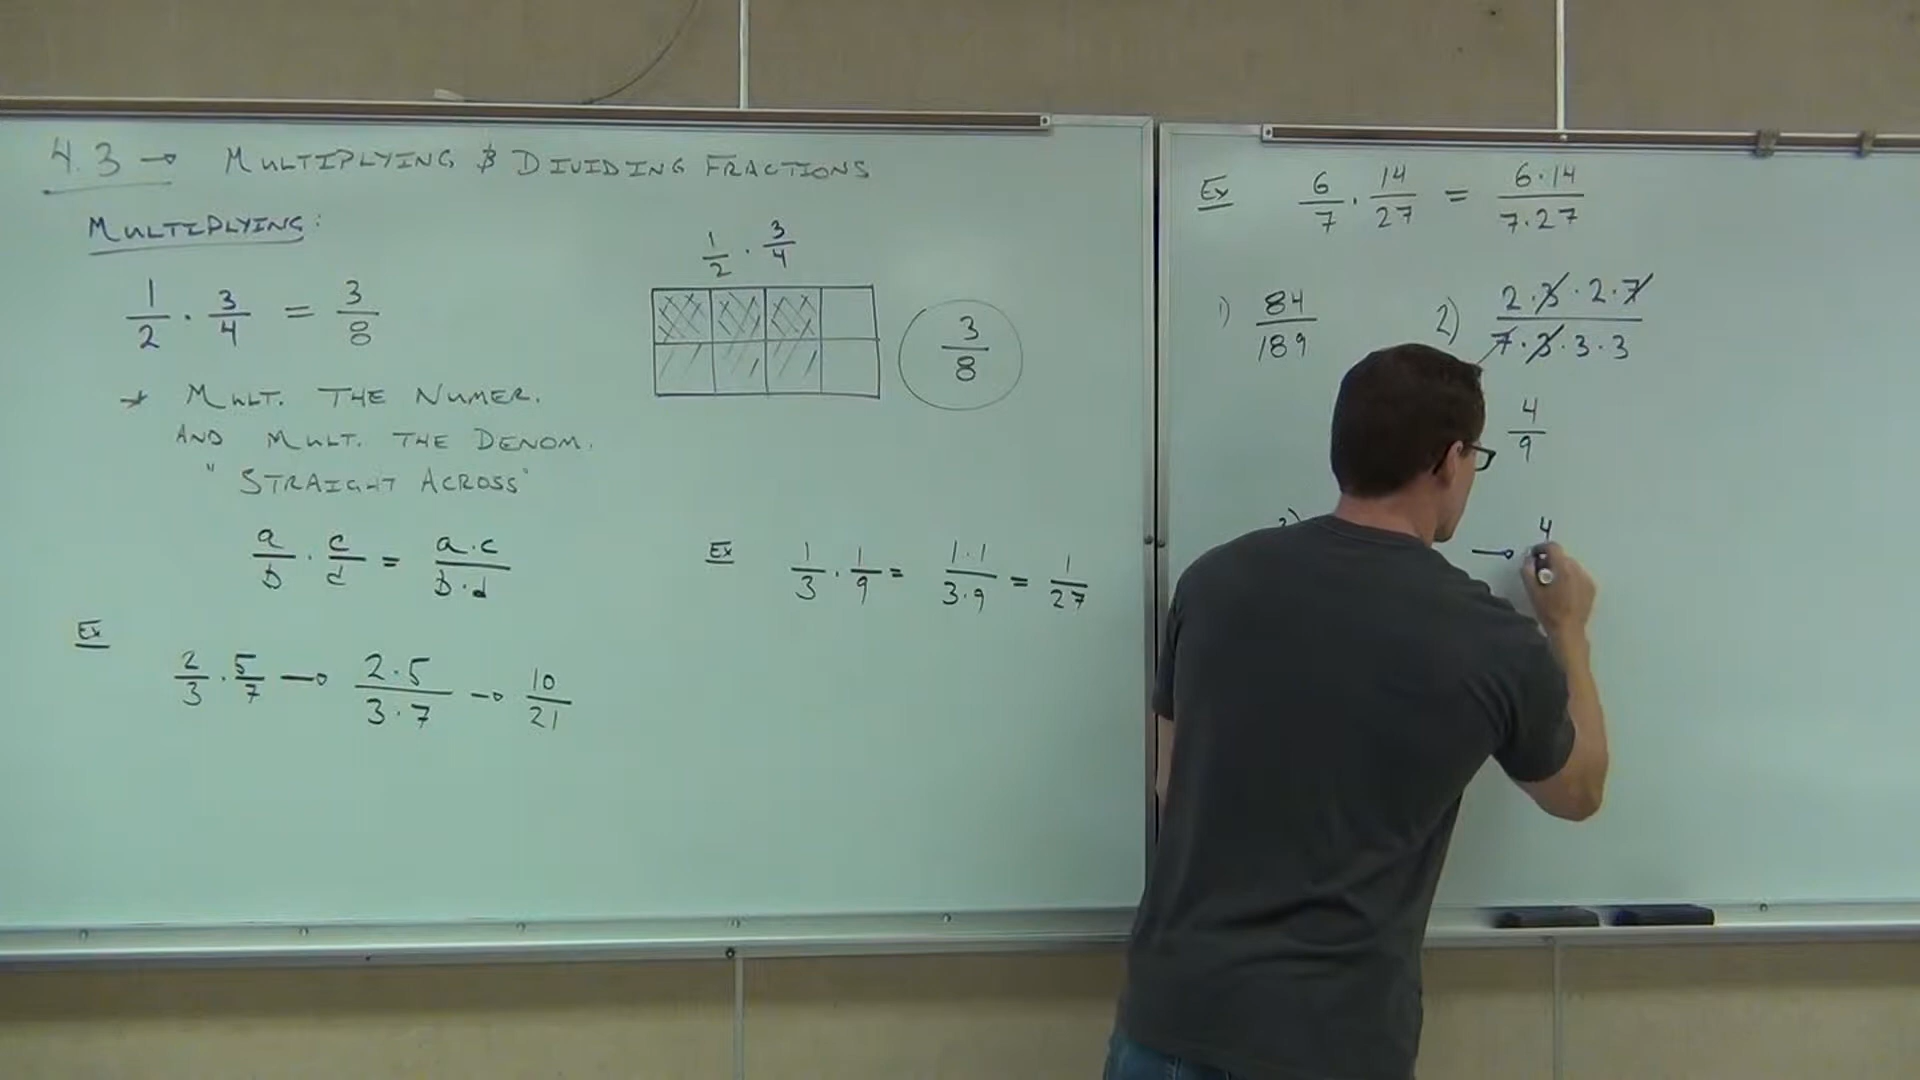 4.3 → MULTIPLYING & DIVIDING FRACTIONS
MULTIPLYING:
1/2 · 3/4 = 3/8
* MULT. THE NUMER.
AND MULT. THE DENOM.
"STRAIGHT ACROSS"
a/b · c/d = a·c/b·d
Ex
2/3 · 5/7 → 2·5/3·7 → 10/21
1/2 · 3/4
3/8
Ex 1/3 · 1/9 = 1·1/3·9 = 1/27
Ex 6/7 · 14/27 = 6·14/7·27
1) 84/189
2) 2·3·2·7/7·3·3·3
4/9
→ 4